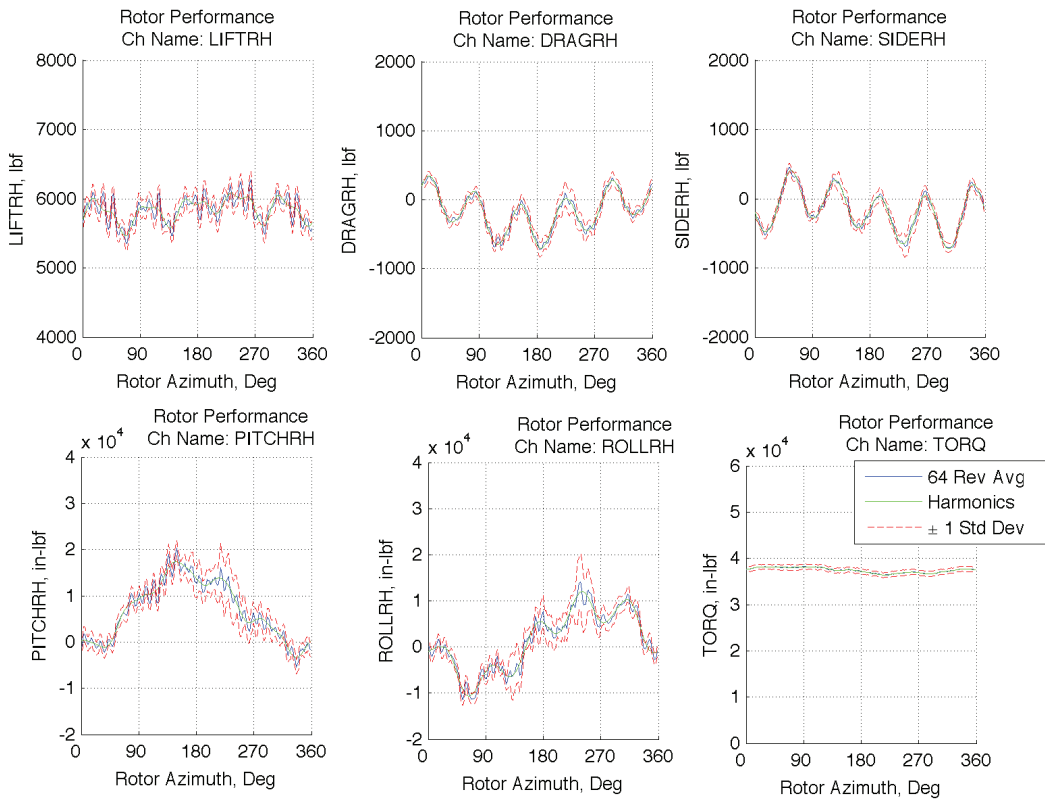 Rotor Performance
Ch Name: LIFTRH
8000
7000
6000
5000
4000
LIFTRH, lbf
0 90 180 270 360
Rotor Azimuth, Deg
Rotor Performance
Ch Name: DRAGRH
2000
1000
0
-1000
-2000
DRAGRH, lbf
0 90 180 270 360
Rotor Azimuth, Deg
Rotor Performance
Ch Name: SIDERH
2000
1000
0
-1000
-2000
SIDERH, lbf
0 90 180 270 360
Rotor Azimuth, Deg
Rotor Performance
Ch Name: PITCHRH
x 10^4
4
3
2
1
0
-1
-2
PITCHRH, in-lbf
0 90 180 270 360
Rotor Azimuth, Deg
Rotor Performance
Ch Name: ROLLRH
x 10^4
4
3
2
1
0
-1
-2
ROLLRH, in-lbf
0 90 180 270 360
Rotor Azimuth, Deg
Rotor Performance
Ch Name: TORQ
x 10^4
6
5
4
3
2
1
0
TORQ, in-lbf
0 90 180 270 360
Rotor Azimuth, Deg
64 Rev Avg
Harmonics
± 1 Std Dev